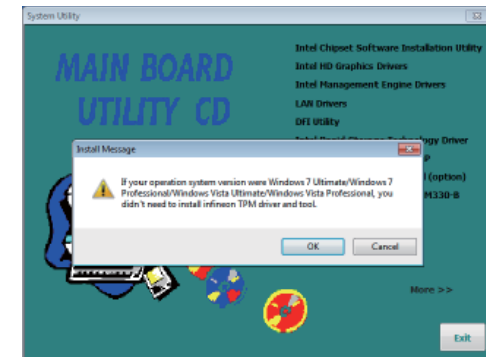 System Utility
MAIN BOARD
UTILITY CD
Intel Chipset Software Installation Utility
Intel HD Graphics Drivers
Intel Management Engine Drivers
LAN Drivers
DFI Utility
Install Message
If your operation system version were Windows 7 Ultimate/Windows 7
Professional/Windows Vista Ultimate/Windows Vista Professional, you
didn't need to install infineon TPM driver and tool.
(option)
M330-B
OK
Cancel
More >>
Exit